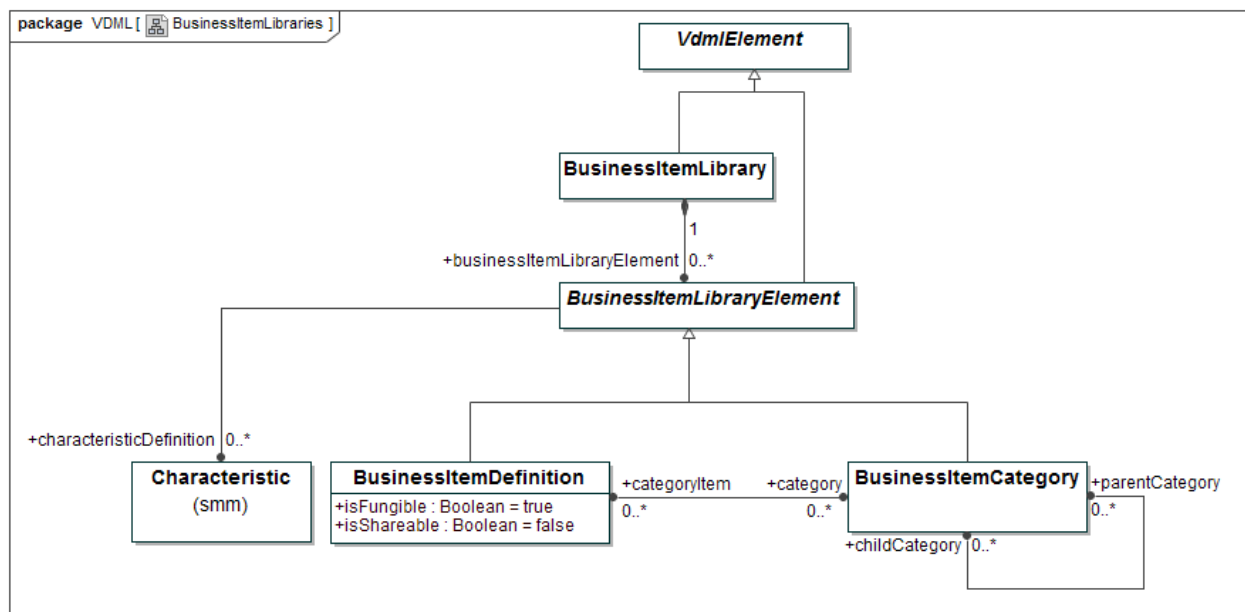 package VDML [ BusinessItemLibraries ]
VdmlElement
BusinessItemLibrary
1
+businessItemLibraryElement 0..*
BusinessItemLibraryElement
+characteristicDefinition 0..*
Characteristic
(smm)
BusinessItemDefinition
+isFungible : Boolean = true
+isShareable : Boolean = false
+categoryItem
0..*
+category
0..*
BusinessItemCategory
+parentCategory
0..*
+childCategory 0..*